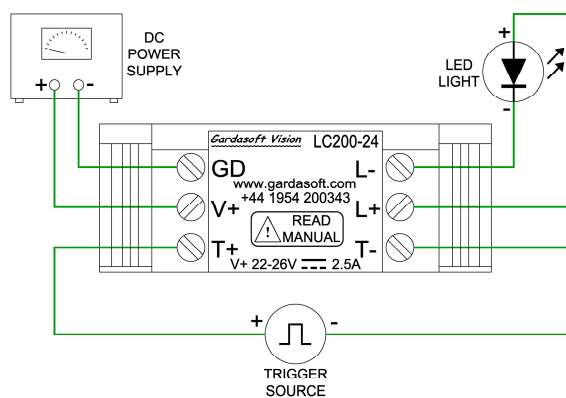 DC
POWER
SUPPLY
+ -
+
LED
LIGHT
-
Gardasoft Vision LC200-24
GD L-
www.gardasoft.com
+44 1954 200343
V+ L+
! READ
MANUAL
T+ T-
V+ 22-26V 2.5A
+ -
TRIGGER
SOURCE